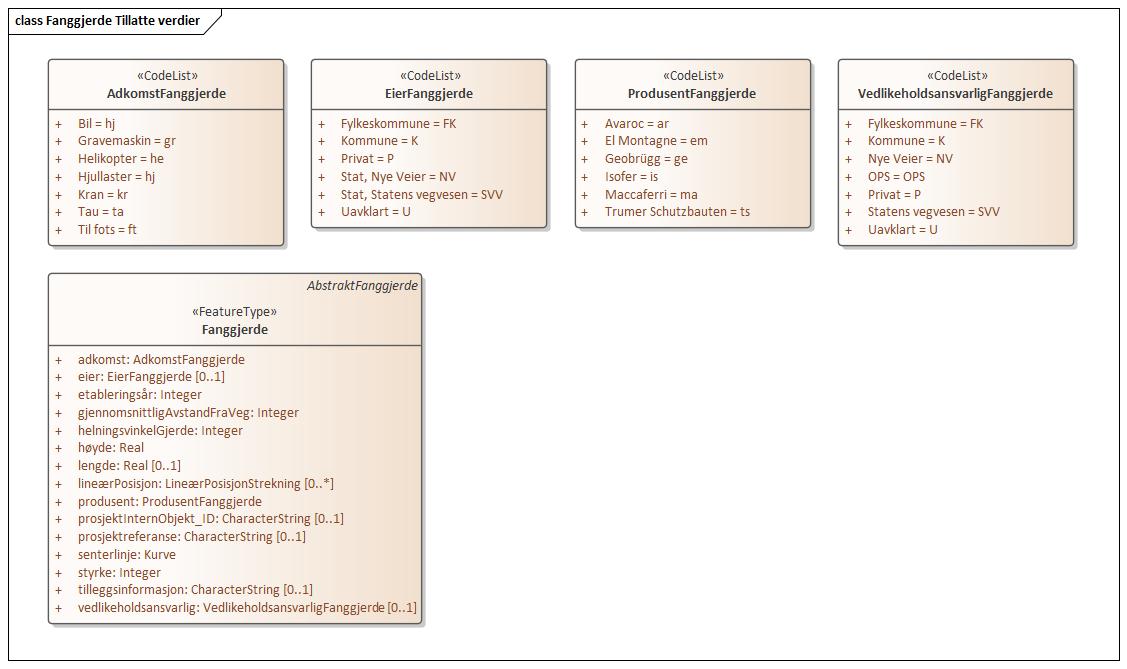 class Fanggjerde Tillatte verdier
«CodeList»
AdkomstFanggjerde
+ Bil = hj
+ Gravemaskin = gr
+ Helikopter = he
+ Hjullaster = hj
+ Kran = kr
+ Tau = ta
+ Til fots = ft
«CodeList»
EierFanggjerde
+ Fylkeskommune = FK
+ Kommune = K
+ Privat = P
+ Stat, Nye Veier = NV
+ Stat, Statens vegvesen = SVV
+ Uavklart = U
«CodeList»
ProdusentFanggjerde
+ Avaroc = ar
+ El Montagne = em
+ Geobrügg = ge
+ Isofer = is
+ Maccaferri = ma
+ Trumer Schutzbauten = ts
«CodeList»
VedlikeholdsansvarligFanggjerde
+ Fylkeskommune = FK
+ Kommune = K
+ Nye Veier = NV
+ OPS = OPS
+ Privat = P
+ Statens vegvesen = SVV
+ Uavklart = U
AbstraktFanggjerde
«FeatureType»
Fanggjerde
+ adkomst: AdkomstFanggjerde
+ eier: EierFanggjerde [0..1]
+ etableringsår: Integer
+ gjennomsnittligAvstandFraVeg: Integer
+ helningsvinkelGjerde: Integer
+ høyde: Real
+ lengde: Real [0..1]
+ lineærPosisjon: LineærPosisjonStrekning [0..*]
+ produsent: ProdusentFanggjerde
+ prosjektInternObjekt_ID: CharacterString [0..1]
+ prosjektreferanse: CharacterString [0..1]
+ senterlinje: Kurve
+ styrke: Integer
+ tilleggsinformasjon: CharacterString [0..1]
+ vedlikeholdsansvarlig: VedlikeholdsansvarligFanggjerde [0..1]